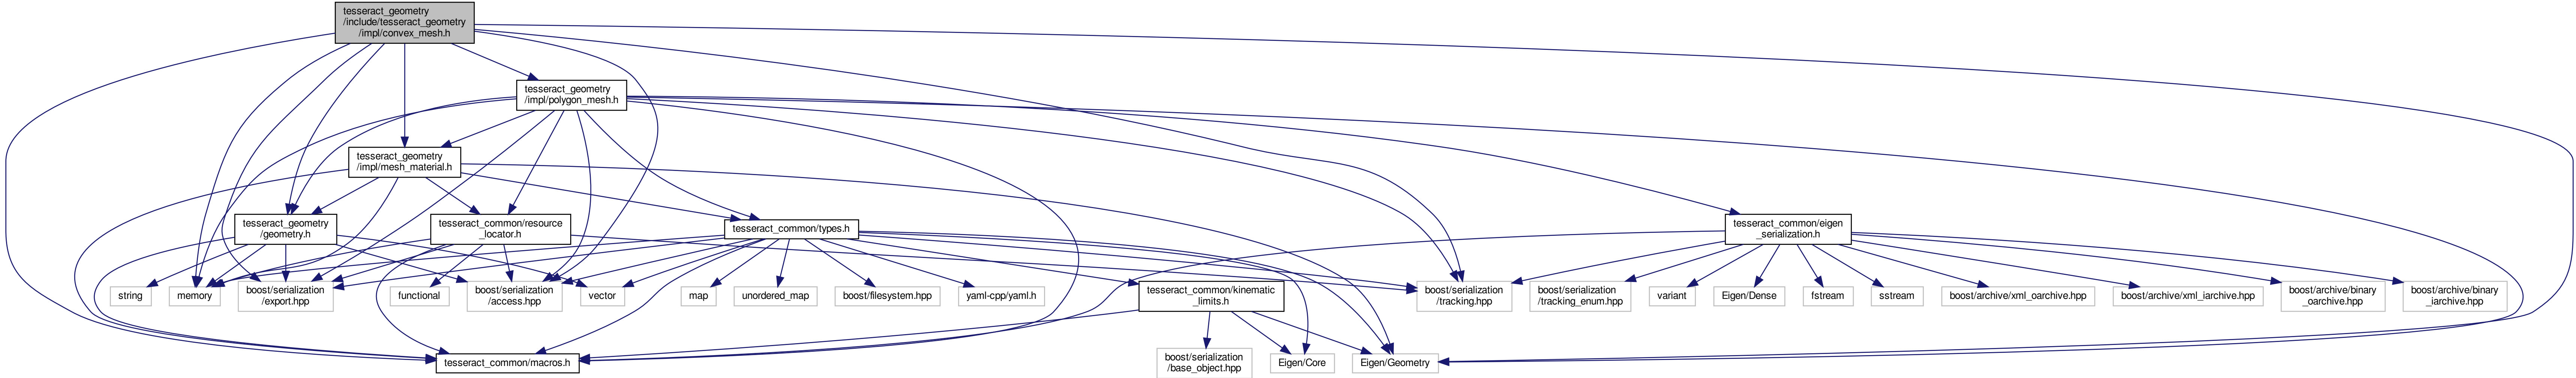 tesseract_geometry
/include/tesseract_geometry
/impl/convex_mesh.h
tesseract_geometry
/impl/polygon_mesh.h
tesseract_geometry
/impl/mesh_material.h
tesseract_geometry
/geometry.h
tesseract_common/resource
_locator.h
tesseract_common/types.h
tesseract_common/eigen
_serialization.h
string
memory
boost/serialization
/export.hpp
functional
boost/serialization
/access.hpp
vector
map
unordered_map
boost/filesystem.hpp
yaml-cpp/yaml.h
tesseract_common/kinematic
_limits.h
boost/serialization
/tracking.hpp
boost/serialization
/tracking_enum.hpp
variant
Eigen/Dense
fstream
sstream
boost/archive/xml_oarchive.hpp
boost/archive/xml_iarchive.hpp
boost/archive/binary
_oarchive.hpp
boost/archive/binary
_iarchive.hpp
tesseract_common/macros.h
boost/serialization
/base_object.hpp
Eigen/Core
Eigen/Geometry